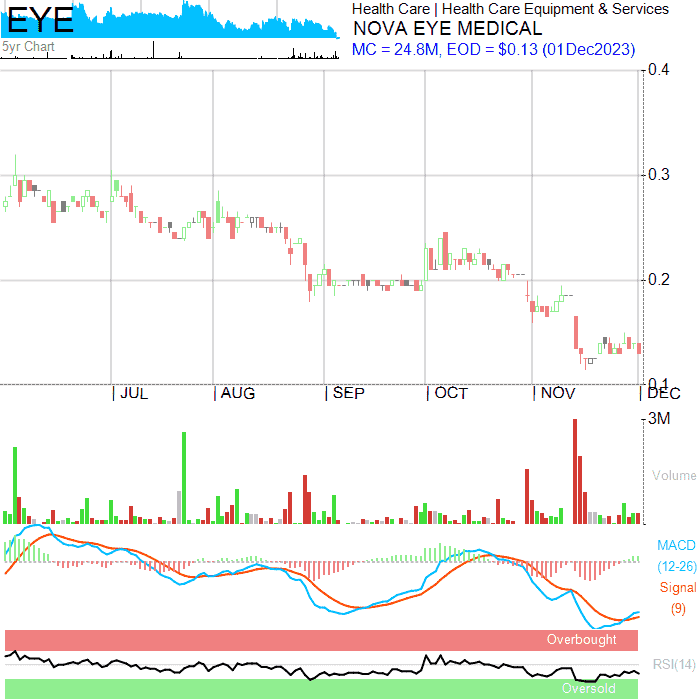 EYE
5yr Chart
Health Care | Health Care Equipment & Services
NOVA EYE MEDICAL
MC = 24.8M, EOD = $0.13 (01Dec2023)
0.4
0.3
0.2
0.1
JUL
AUG
SEP
OCT
NOV
DEC
3M
Volume
MACD
(12-26)
Signal
(9)
Overbought
RSI(14)
Oversold